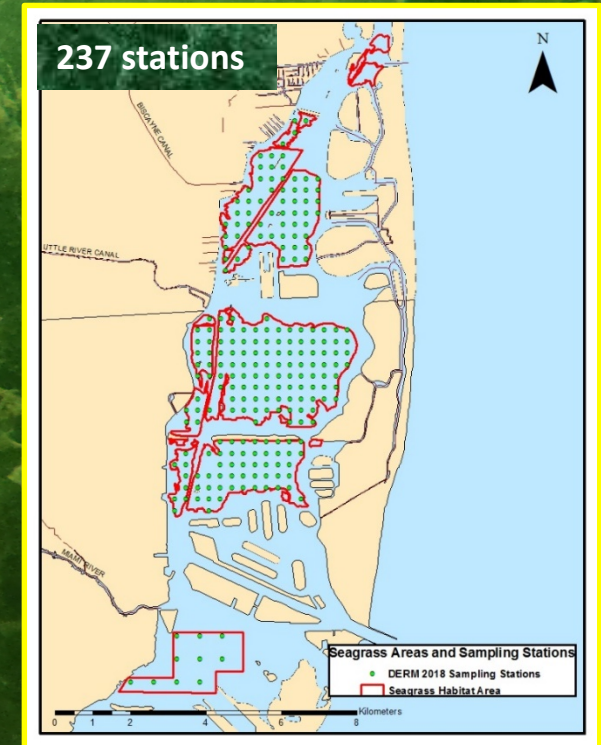 237 stations
N
BISCAYNE CANAL
LITTLE RIVER CANAL
MIAMI RIVER
Seagrass Areas and Sampling Stations
DERM 2018 Sampling Stations
Seagrass Habitat Area
Kilometers
0 1 2 4 6 8